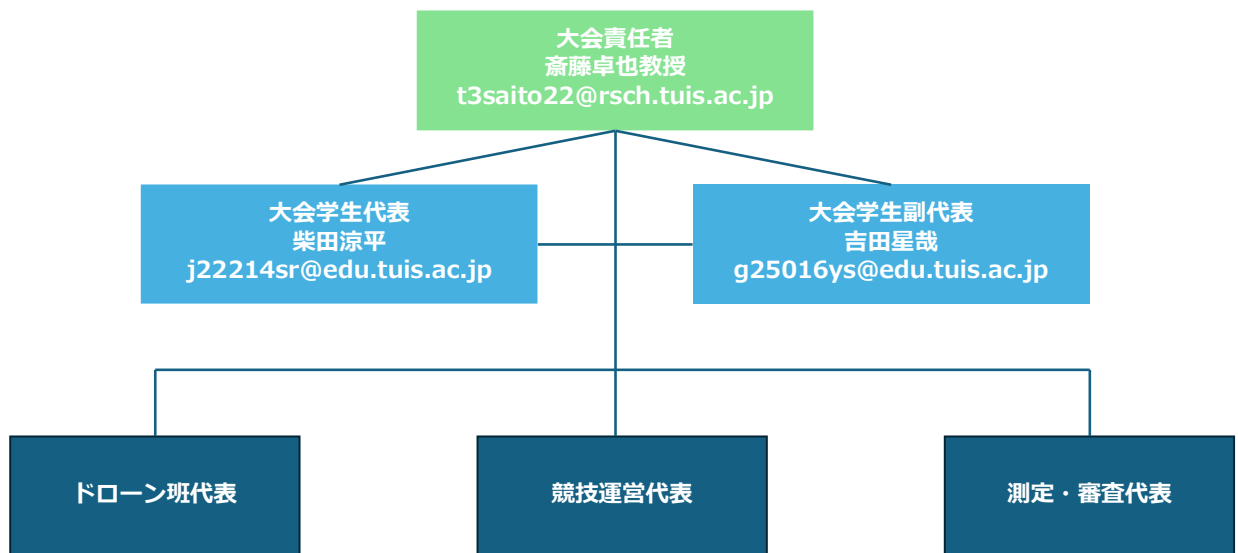 大会責任者
斎藤卓也教授
t3saito22@rsch.tuis.ac.jp
大会学生代表
柴田涼平
j22214sr@edu.tuis.ac.jp
大会学生副代表
吉田星哉
g25016ys@edu.tuis.ac.jp
ドローン班代表
競技運営代表
測定・審査代表